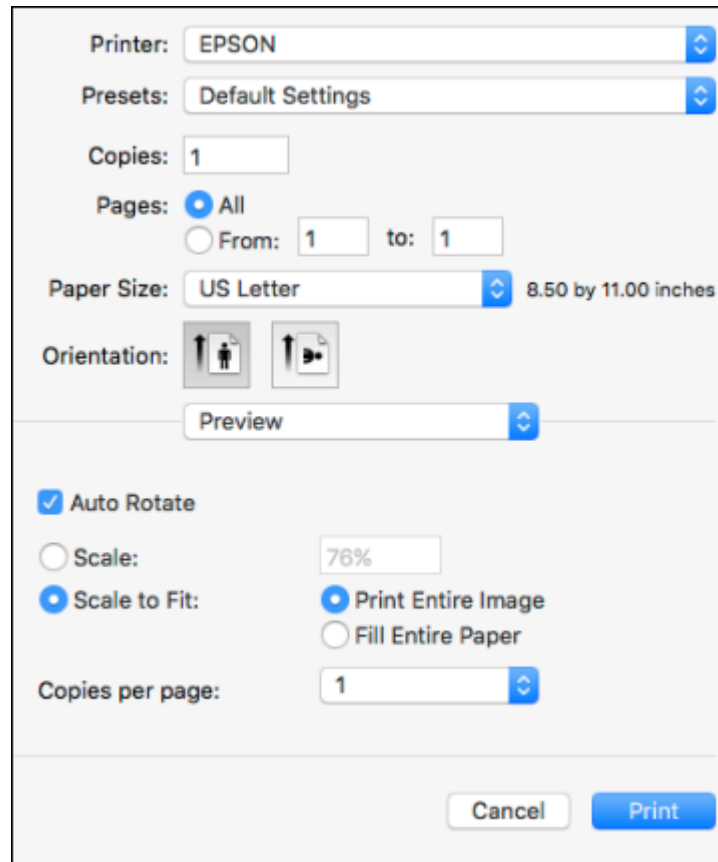 Printer: EPSON
Presets: Default Settings
Copies: 1
Pages: All
From: 1 to: 1
Paper Size: US Letter 8.50 by 11.00 inches
Orientation:
Preview
Auto Rotate
Scale: 76%
Scale to Fit: Print Entire Image
Fill Entire Paper
Copies per page: 1
Cancel Print